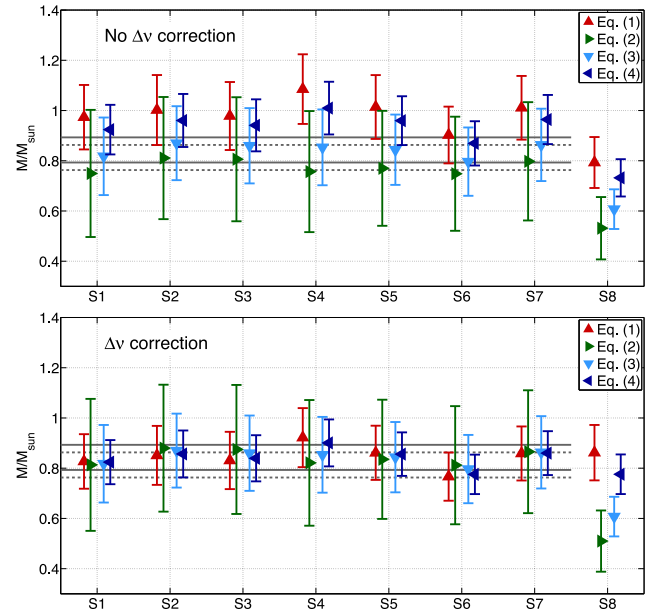 No Δν correction
Eq. (1)
Eq. (2)
Eq. (3)
Eq. (4)
M/M_sun
1.4
1.2
1
0.8
0.6
0.4
S1 S2 S3 S4 S5 S6 S7 S8
Δν correction
Eq. (1)
Eq. (2)
Eq. (3)
Eq. (4)
M/M_sun
1.4
1.2
1
0.8
0.6
0.4
S1 S2 S3 S4 S5 S6 S7 S8